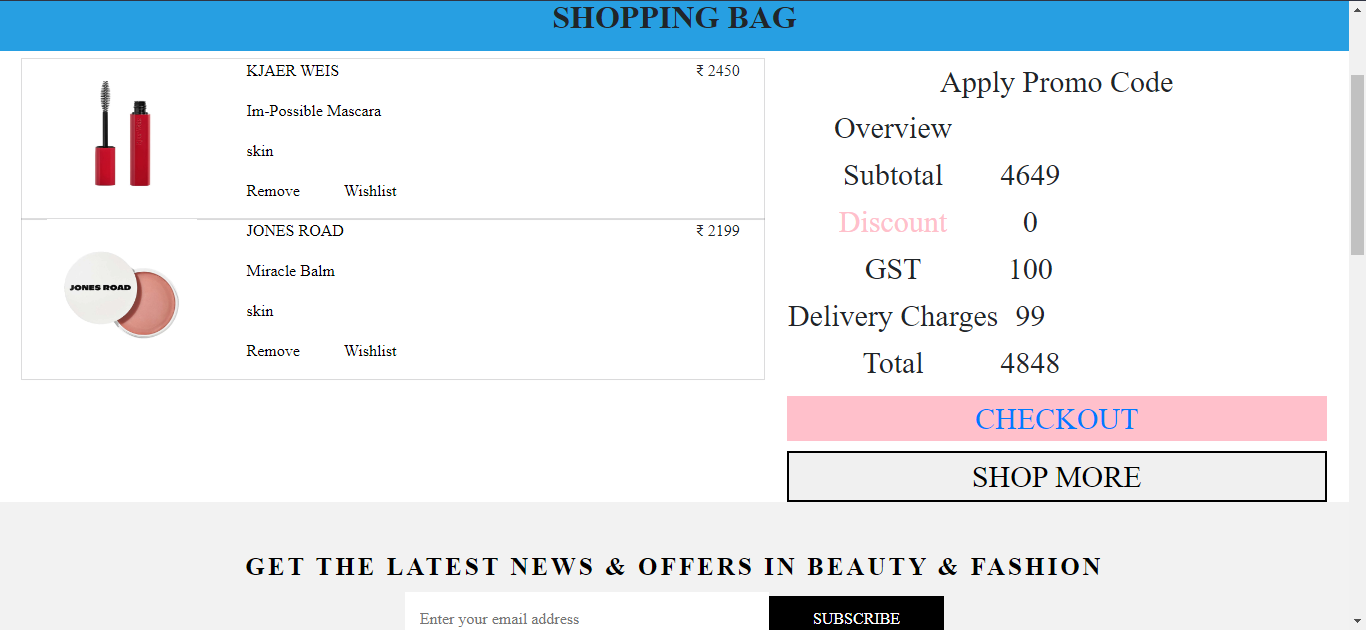 SHOPPING BAG
KJAER WEIS ₹ 2450
Im-Possible Mascara
skin
Remove Wishlist
JONES ROAD ₹ 2199
Miracle Balm
JONES ROAD
skin
Remove Wishlist
Apply Promo Code
Overview
Subtotal 4649
Discount 0
GST 100
Delivery Charges 99
Total 4848
CHECKOUT
SHOP MORE
GET THE LATEST NEWS & OFFERS IN BEAUTY & FASHION
Enter your email address SUBSCRIBE